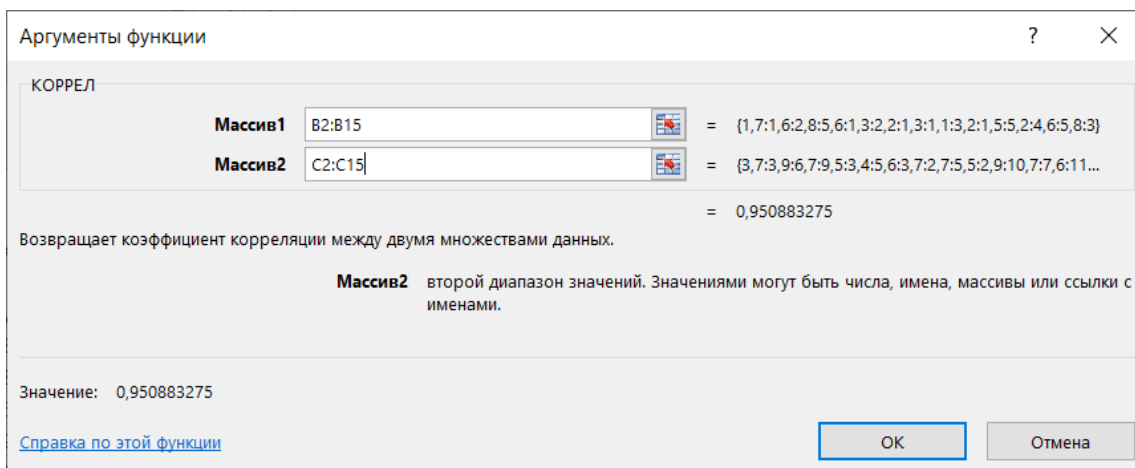 Аргументы функции ? ×
КОРРЕЛ
Массив1 B2:B15 = {1,7:1,6:2,8:5,6:1,3:2,2:1,3:1,1:3,2:1,5:5,2:4,6:5,8:3}
Массив2 C2:C15 = {3,7:3,9:6,7:9,5:3,4:5,6:3,7:2,7:5,5:2,9:10,7:7,6:11...
= 0,950883275
Возвращает коэффициент корреляции между двумя множествами данных.
Массив2 второй диапазон значений. Значениями могут быть числа, имена, массивы или ссылки с
именами.
Значение: 0,950883275
Справка по этой функции ОК Отмена